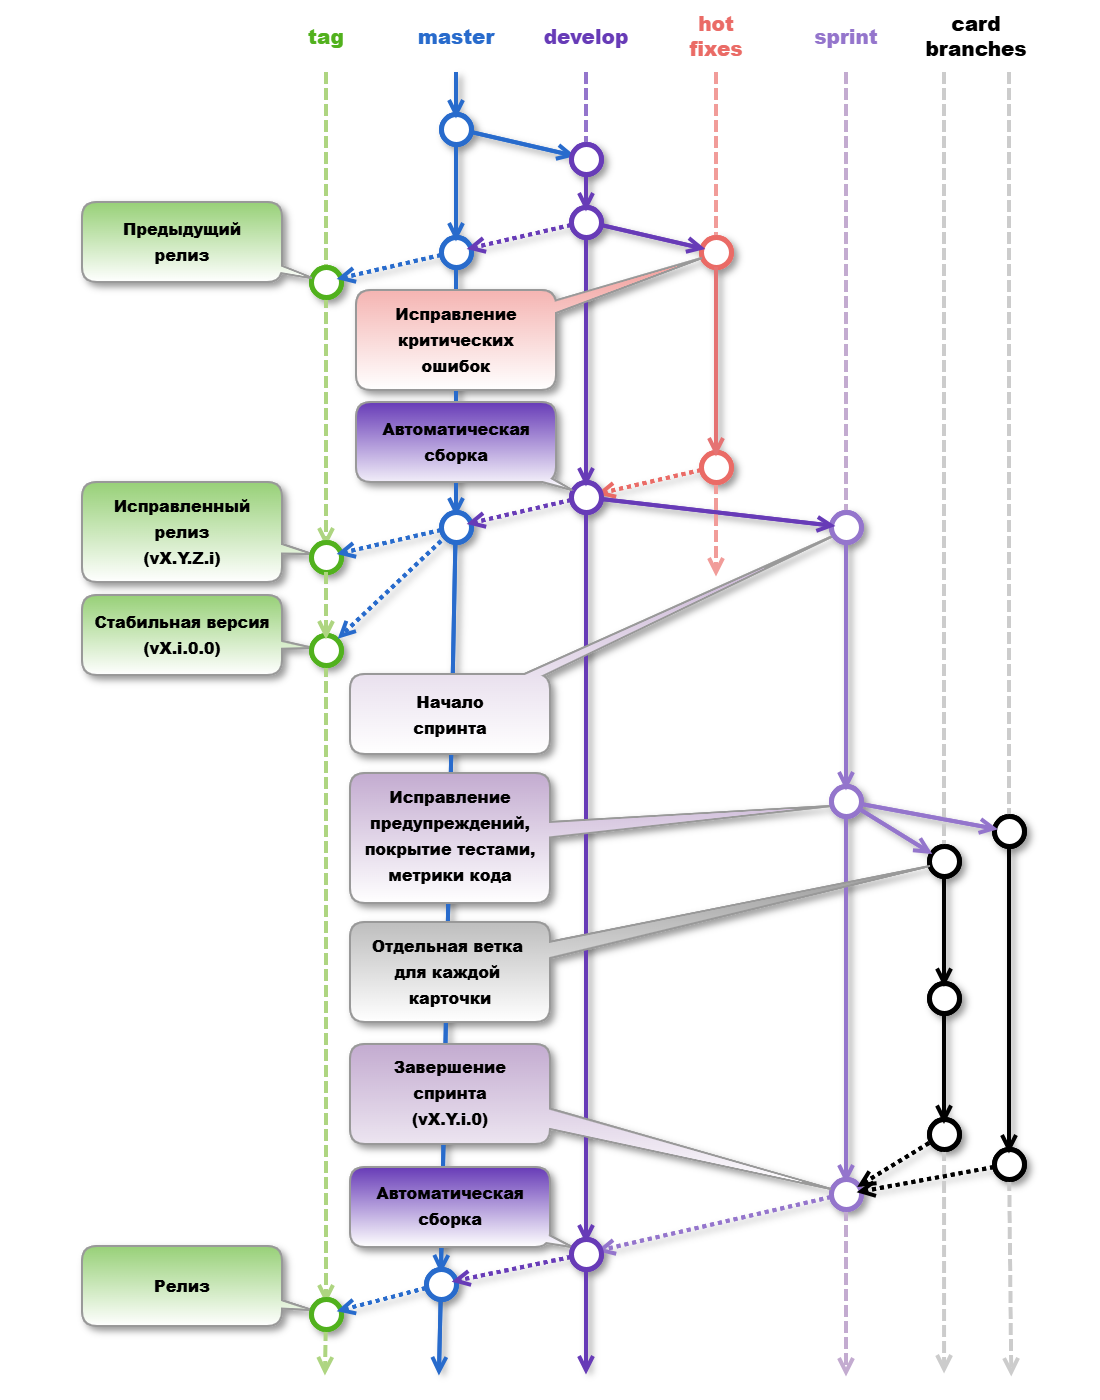 tag
master
develop
hot
fixes
sprint
card
branches
Предыдущий
релиз
Исправление
критических
ошибок
Автоматическая
сборка
Исправленный
релиз
(vX.Y.Z.i)
Стабильная версия
(vX.i.0.0)
Начало
спринта
Исправление
предупреждений,
покрытие тестами,
метрики кода
Отдельная ветка
для каждой
карточки
Завершение
спринта
(vX.Y.i.0)
Автоматическая
сборка
Релиз